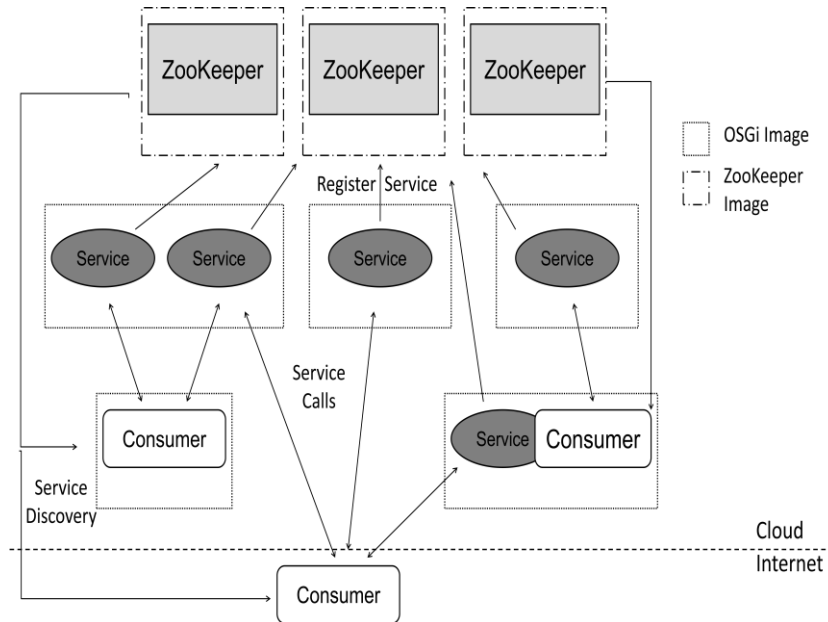 ZooKeeper
ZooKeeper
ZooKeeper
OSGi Image
ZooKeeper
Image
Register Service
Service
Service
Service
Service
Service
Calls
Consumer
Service
Consumer
Service
Discovery
Cloud
Internet
Consumer